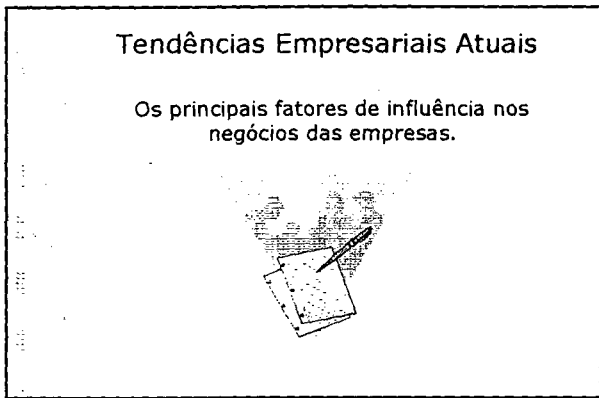 Tendências Empresariais Atuais
Os principais fatores de influência nos
negócios das empresas.